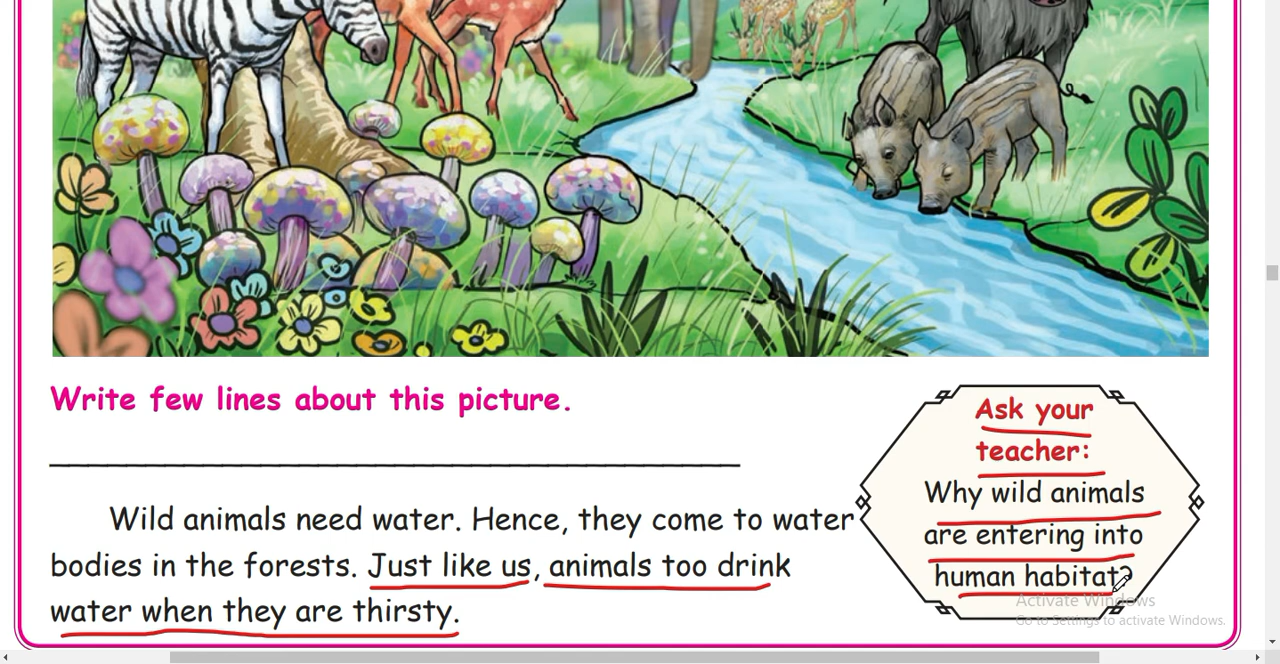 Write few lines about this picture.
Wild animals need water. Hence, they come to water
bodies in the forests. Just like us, animals too drink
water when they are thirsty.
Ask your
teacher:
Why wild animals
are entering into
human habitat?
Activate Windows
Go to Settings to activate Windows.